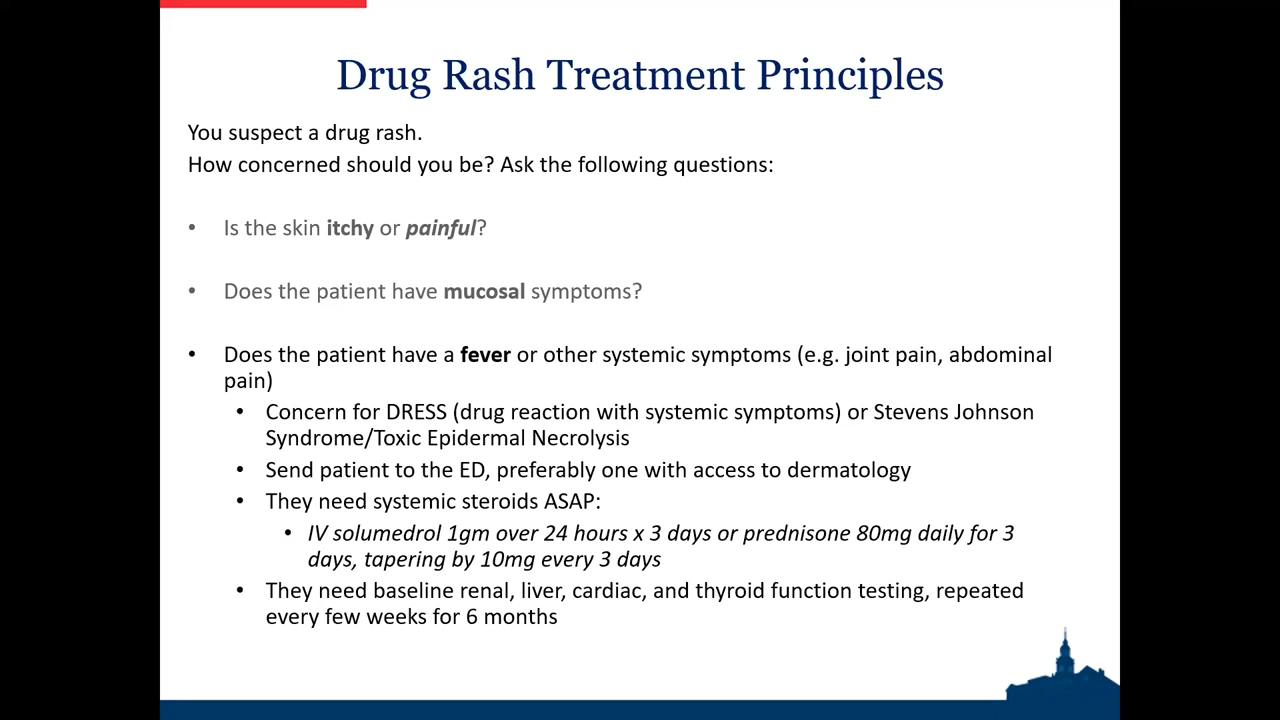 Drug Rash Treatment Principles
You suspect a drug rash.
How concerned should you be? Ask the following questions:
• Is the skin itchy or painful?
• Does the patient have mucosal symptoms?
• Does the patient have a fever or other systemic symptoms (e.g. joint pain, abdominal
pain)
• Concern for DRESS (drug reaction with systemic symptoms) or Stevens Johnson
Syndrome/Toxic Epidermal Necrolysis
• Send patient to the ED, preferably one with access to dermatology
• They need systemic steroids ASAP:
• IV solumedrol 1gm over 24 hours x 3 days or prednisone 80mg daily for 3
days, tapering by 10mg every 3 days
• They need baseline renal, liver, cardiac, and thyroid function testing, repeated
every few weeks for 6 months